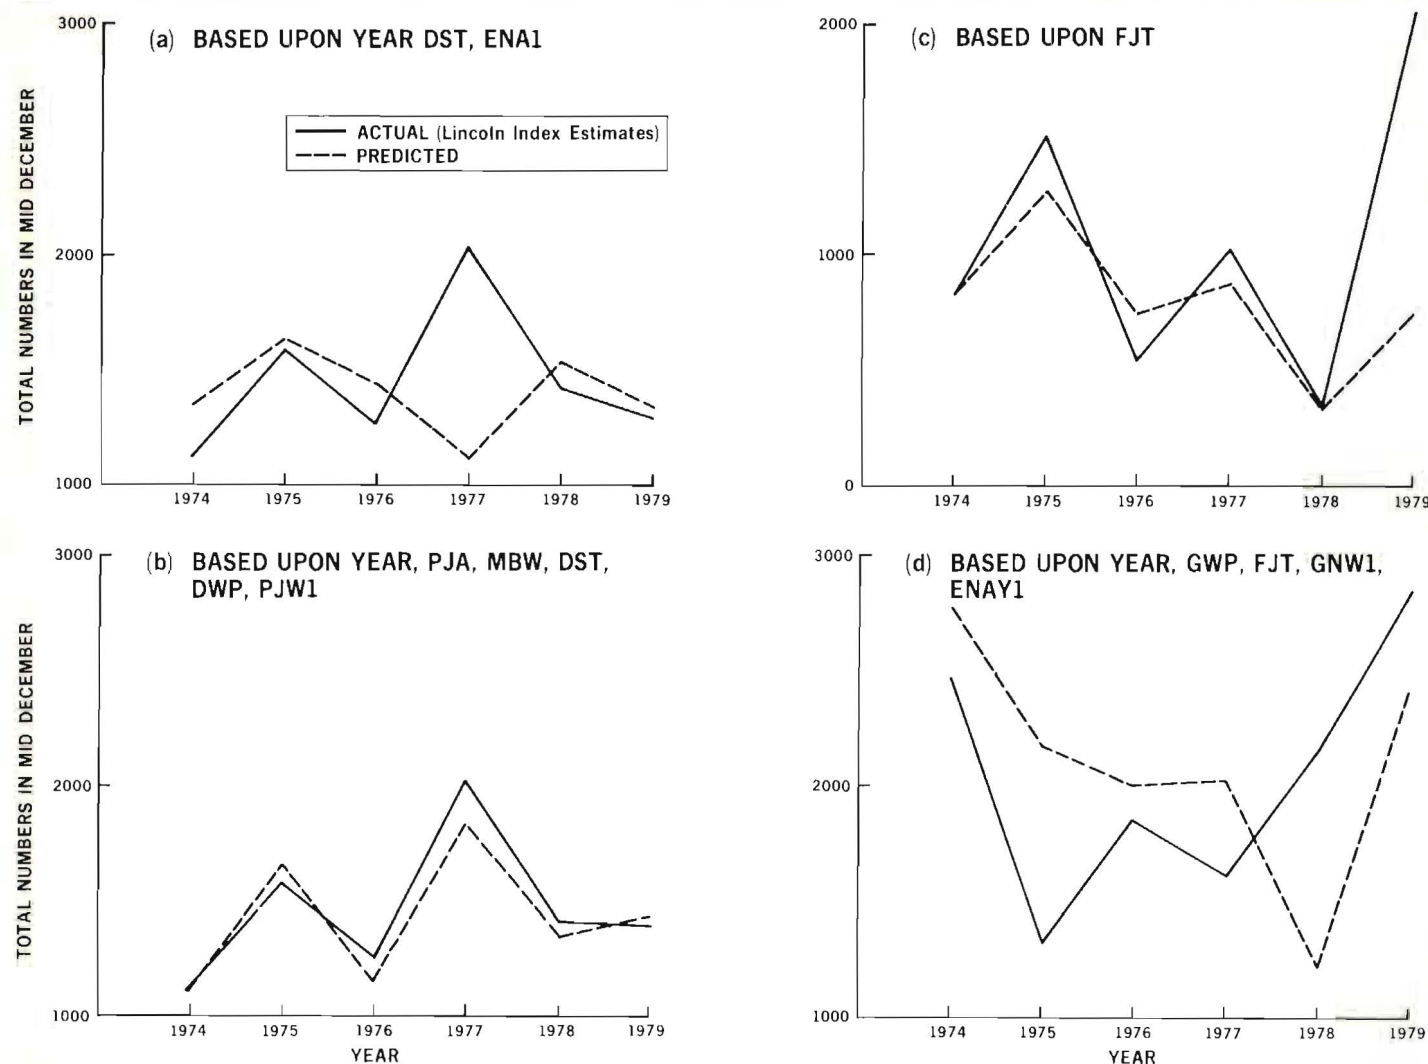 (a) BASED UPON YEAR DST, ENA1
ACTUAL (Lincoln Index Estimates)
PREDICTED
TOTAL NUMBERS IN MID DECEMBER
3000
2000
1000
1974 1975 1976 1977 1978 1979
(c) BASED UPON FJT
2000
1000
0
1974 1975 1976 1977 1978 1979
(b) BASED UPON YEAR, PJA, MBW, DST,
DWP, PJW1
TOTAL NUMBERS IN MID DECEMBER
3000
2000
1000
1974 1975 1976 1977 1978 1979
YEAR
(d) BASED UPON YEAR, GWP, FJT, GNW1,
ENAY1
3000
2000
1000
1974 1975 1976 1977 1978 1979
YEAR